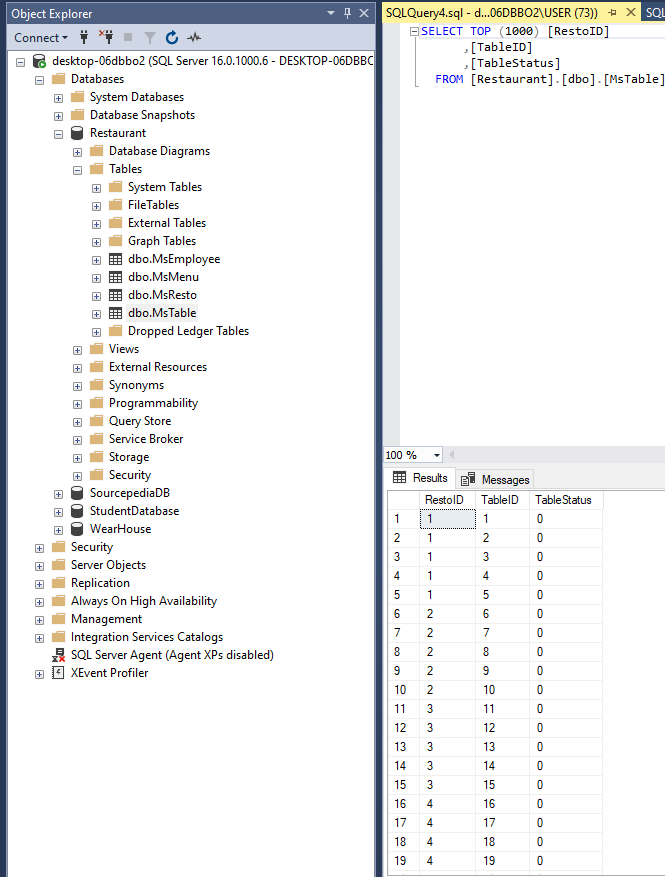 Object Explorer
Connect
desktop-06dbbo2 (SQL Server 16.0.1000.6 - DESKTOP-06DBBO
Databases
System Databases
Database Snapshots
Restaurant
Database Diagrams
Tables
System Tables
FileTables
External Tables
Graph Tables
dbo.MsEmployee
dbo.MsMenu
dbo.MsResto
dbo.MsTable
Dropped Ledger Tables
Views
External Resources
Synonyms
Programmability
Query Store
Service Broker
Storage
Security
SourcepediaDB
StudentDatabase
WearHouse
Security
Server Objects
Replication
Always On High Availability
Management
Integration Services Catalogs
SQL Server Agent (Agent XPs disabled)
XEvent Profiler
SQLQuery4.sql - d...06DBBO2\USER (73)) SQL
SELECT TOP (1000) [RestoID]
,[TableID]
,[TableStatus]
FROM [Restaurant].[dbo].[MsTable]
100 %
Results Messages
RestoID TableID TableStatus
1 1 1 0
2 1 2 0
3 1 3 0
4 1 4 0
5 1 5 0
6 2 6 0
7 2 7 0
8 2 8 0
9 2 9 0
10 2 10 0
11 3 11 0
12 3 12 0
13 3 13 0
14 3 14 0
15 3 15 0
16 4 16 0
17 4 17 0
18 4 18 0
19 4 19 0